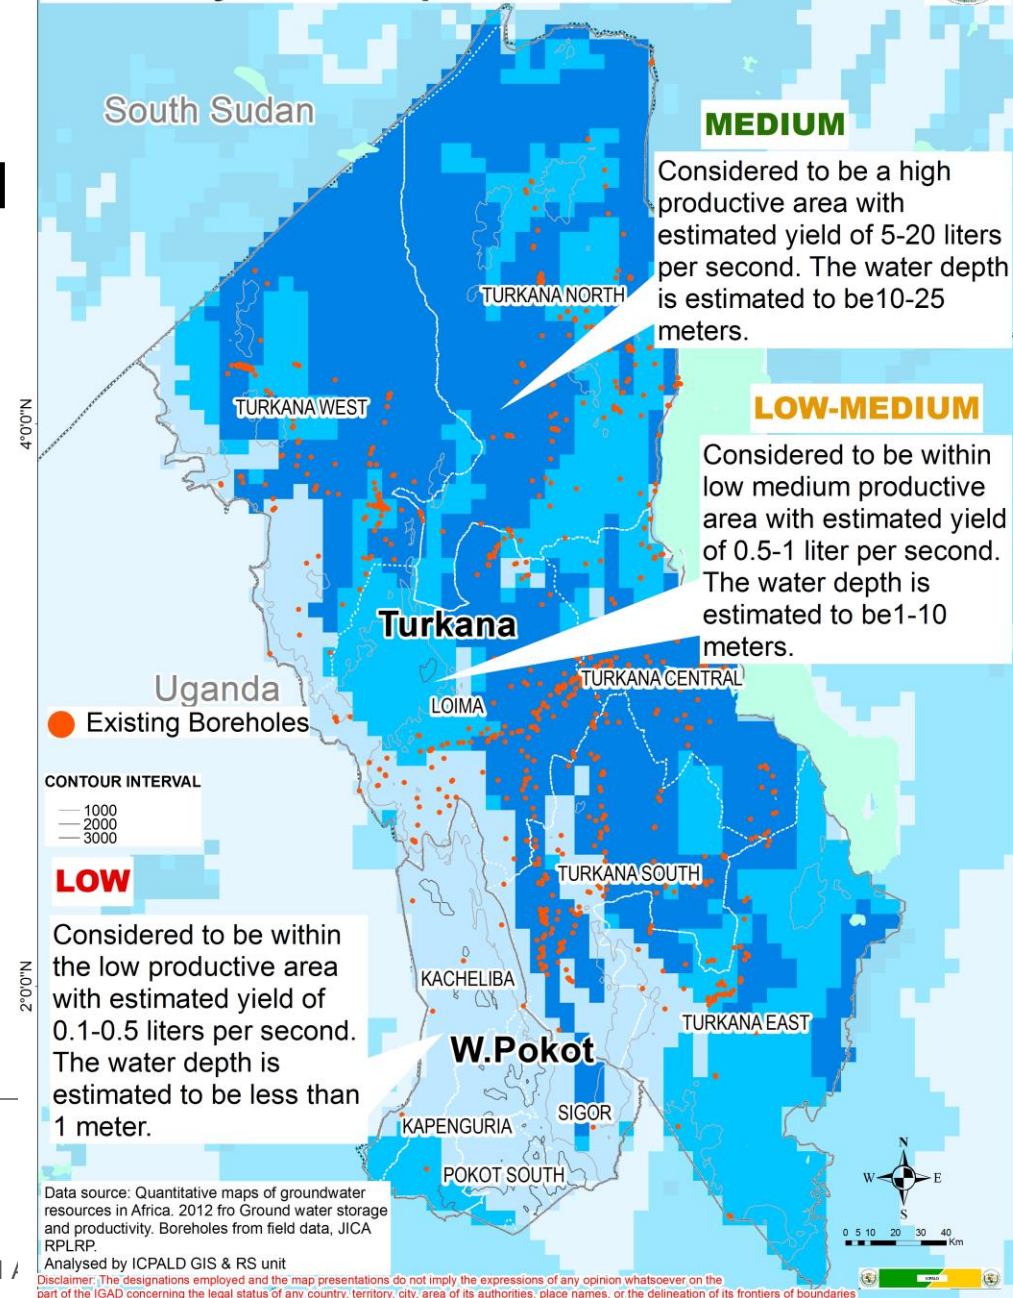 South Sudan
MEDIUM
Considered to be a high
productive area with
estimated yield of 5-20 liters
per second. The water depth
is estimated to be10-25
meters.
TURKANA NORTH
TURKANA WEST
4°0'0"N
LOW-MEDIUM
Considered to be within
low medium productive
area with estimated yield
of 0.5-1 liter per second.
The water depth is
estimated to be1-10
meters.
Turkana
TURKANA CENTRAL
Uganda
LOIMA
Existing Boreholes
CONTOUR INTERVAL
1000
2000
3000
LOW
Considered to be within
the low productive area
with estimated yield of
0.1-0.5 liters per second.
The water depth is
estimated to be less than
1 meter.
TURKANA SOUTH
KACHELIBA
2°0'0"N
TURKANA EAST
W.Pokot
SIGOR
KAPENGURIA
POKOT SOUTH
N
W
E
S
0 5 10 20 30 40
Km
Data source: Quantitative maps of groundwater
resources in Africa. 2012 fro Ground water storage
and productivity. Boreholes from field data, JICA
RPLRP.
Analysed by ICPALD GIS & RS unit
Disclaimer: The designations employed and the map presentations do not imply the expressions of any opinion whatsoever on the
part of the IGAD concerning the legal status of any country, territory, city, area of its authorities, place names, or the delineation of its frontiers of boundaries
ICPALD